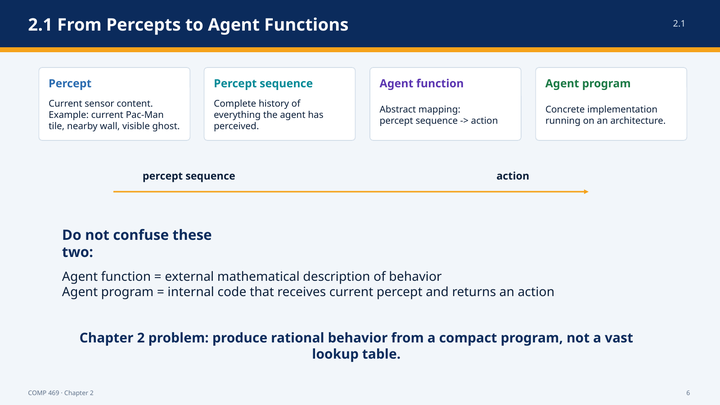 2.1 From Percepts to Agent Functions
2.1
Percept
Current sensor content.
Example: current Pac-Man
tile, nearby wall, visible ghost.
Percept sequence
Complete history of
everything the agent has
perceived.
Agent function
Abstract mapping:
percept sequence -> action
Agent program
Concrete implementation
running on an architecture.
percept sequence
action
Do not confuse these
two:
Agent function = external mathematical description of behavior
Agent program = internal code that receives current percept and returns an action
Chapter 2 problem: produce rational behavior from a compact program, not a vast
lookup table.
COMP 469 · Chapter 2
6